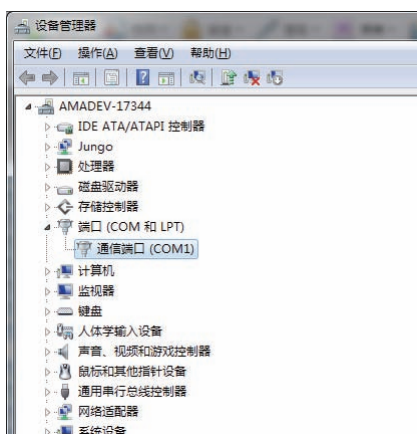 设备管理器
文件(F) 操作(A) 查看(V) 帮助(H)
AMADEV-17344
IDE ATA/ATAPI 控制器
Jungo
处理器
磁盘驱动器
存储控制器
端口 (COM 和 LPT)
通信端口 (COM1)
计算机
监视器
键盘
人体学输入设备
声音、视频和游戏控制器
鼠标和其他指针设备
通用串行总线控制器
网络适配器
系统设备